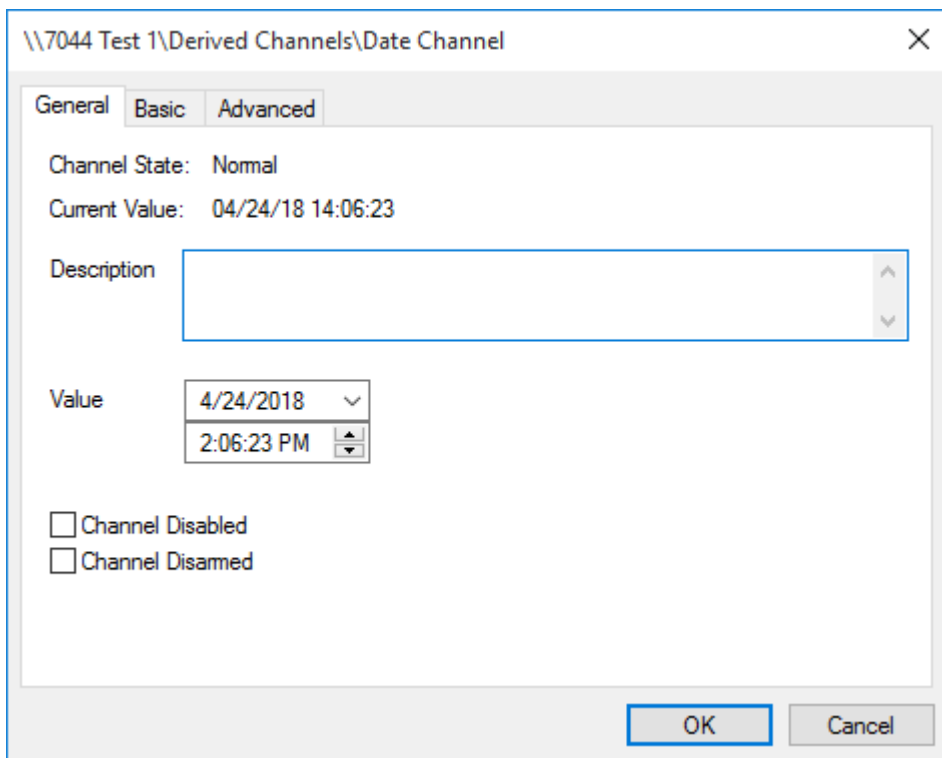 \\7044 Test 1\Derived Channels\Date Channel
General Basic Advanced
Channel State: Normal
Current Value: 04/24/18 14:06:23
Description
Value 4/24/2018
2:06:23 PM
Channel Disabled
Channel Disarmed
OK Cancel